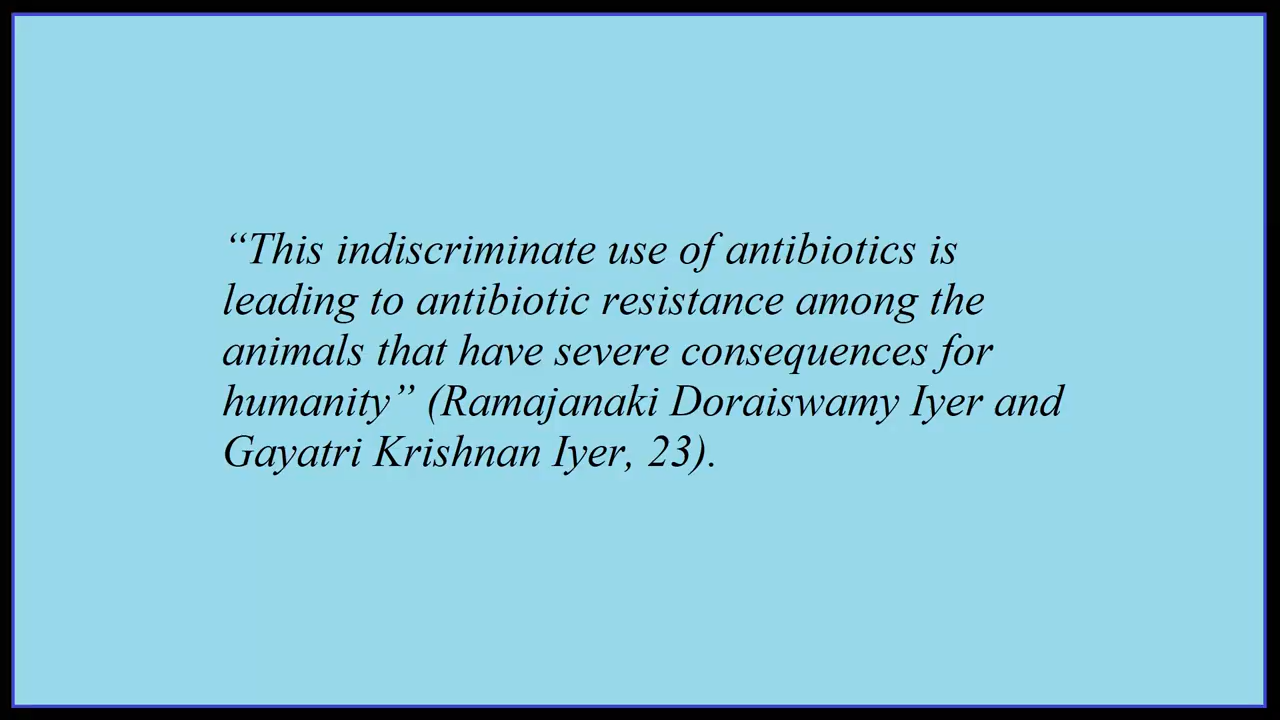 “This indiscriminate use of antibiotics is
leading to antibiotic resistance among the
animals that have severe consequences for
humanity” (Ramajanaki Doraiswamy Iyer and
Gayatri Krishnan Iyer, 23).